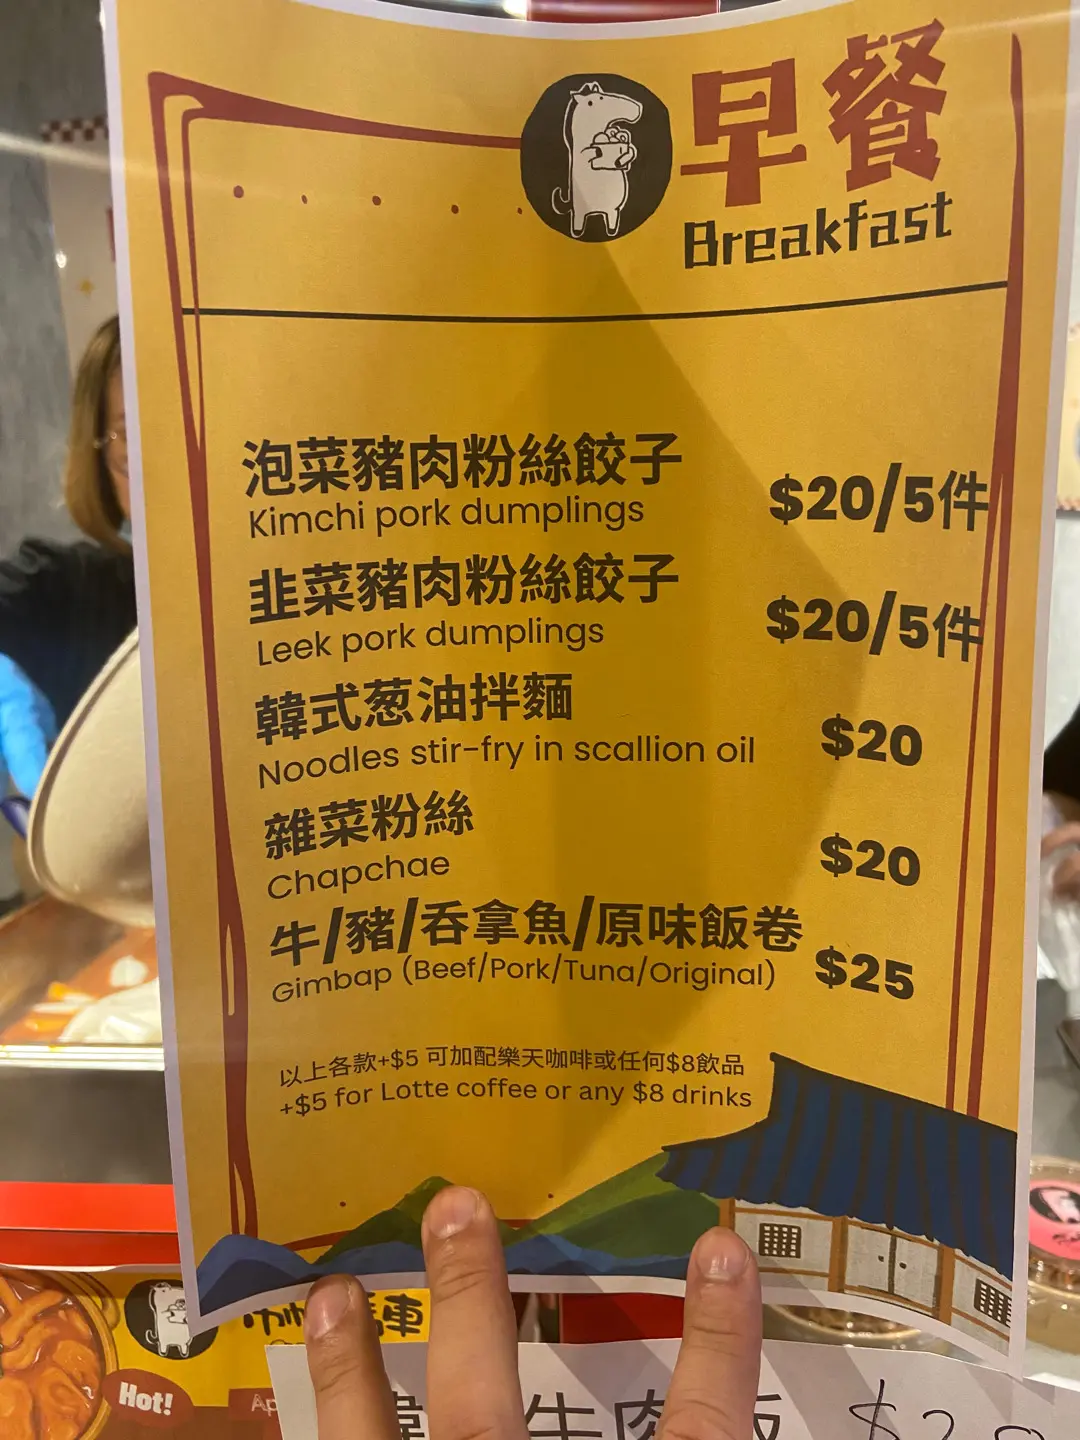 早餐
Breakfast
泡菜豬肉粉絲餃子
Kimchi pork dumplings
$20/5件
韭菜豬肉粉絲餃子
Leek pork dumplings
$20/5件
韓式葱油拌麵
Noodles stir-fry in scallion oil
$20
雜菜粉絲
Chapchae
$20
牛/豬/吞拿魚/原味飯卷
Gimbap (Beef/Pork/Tuna/Original)
$25
以上各款+$5 可加配樂天咖啡或任何$8飲品
+$5 for Lotte coffee or any $8 drinks
車
Hot!
牛肉飯